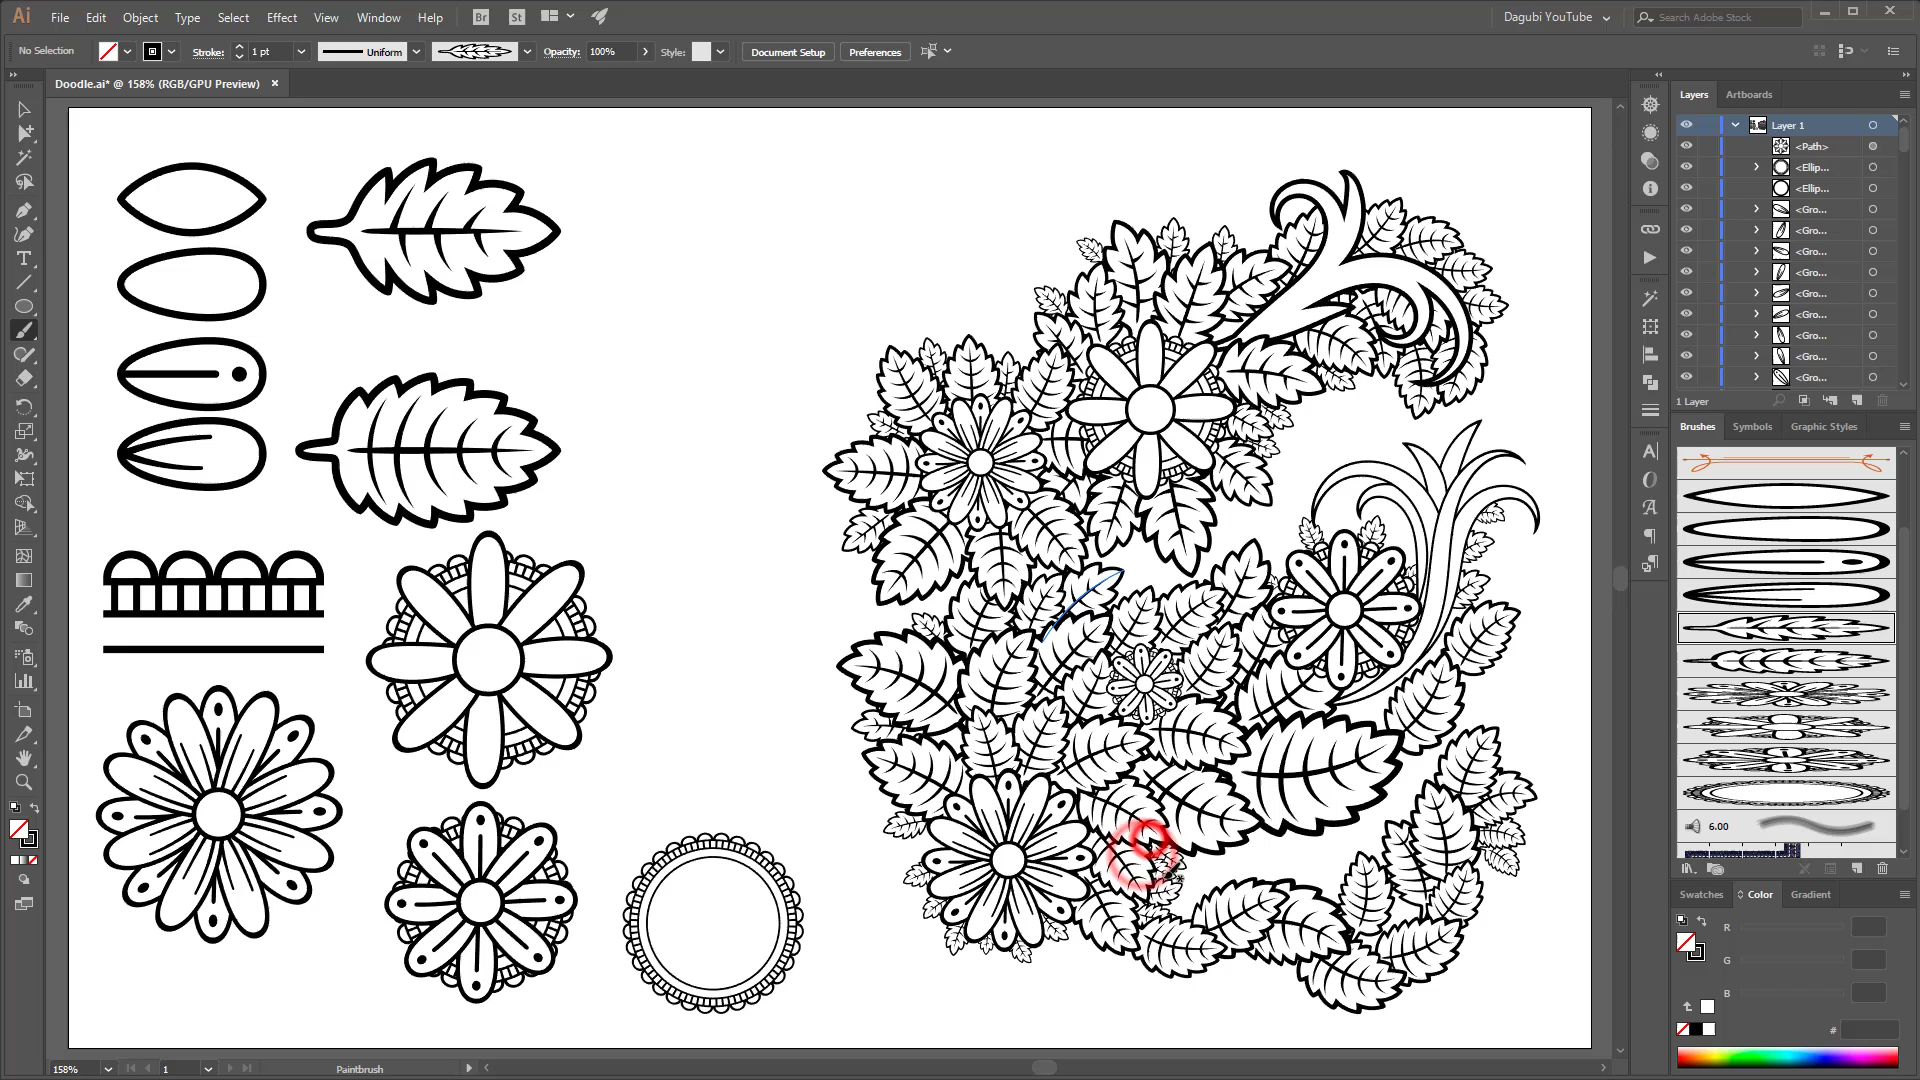 Ai File Edit Object Type Select Effect View Window Help Br St Dagubi YouTube Search Adobe Stock
No Selection Stroke: 1 pt Uniform Opacity: 100% Style: Document Setup Preferences
Doodle.ai* @ 158% (RGB/GPU Preview)
Layers Artboards
Layer 1
<Path>
<Ellip...
<Ellip...
<Gro...
<Gro...
<Gro...
<Gro...
<Gro...
<Gro...
<Gro...
<Gro...
<Gro...
1 Layer
Brushes Symbols Graphic Styles
6.00
Swatches Color Gradient
R
G
B
#
158% 1 Paintbrush